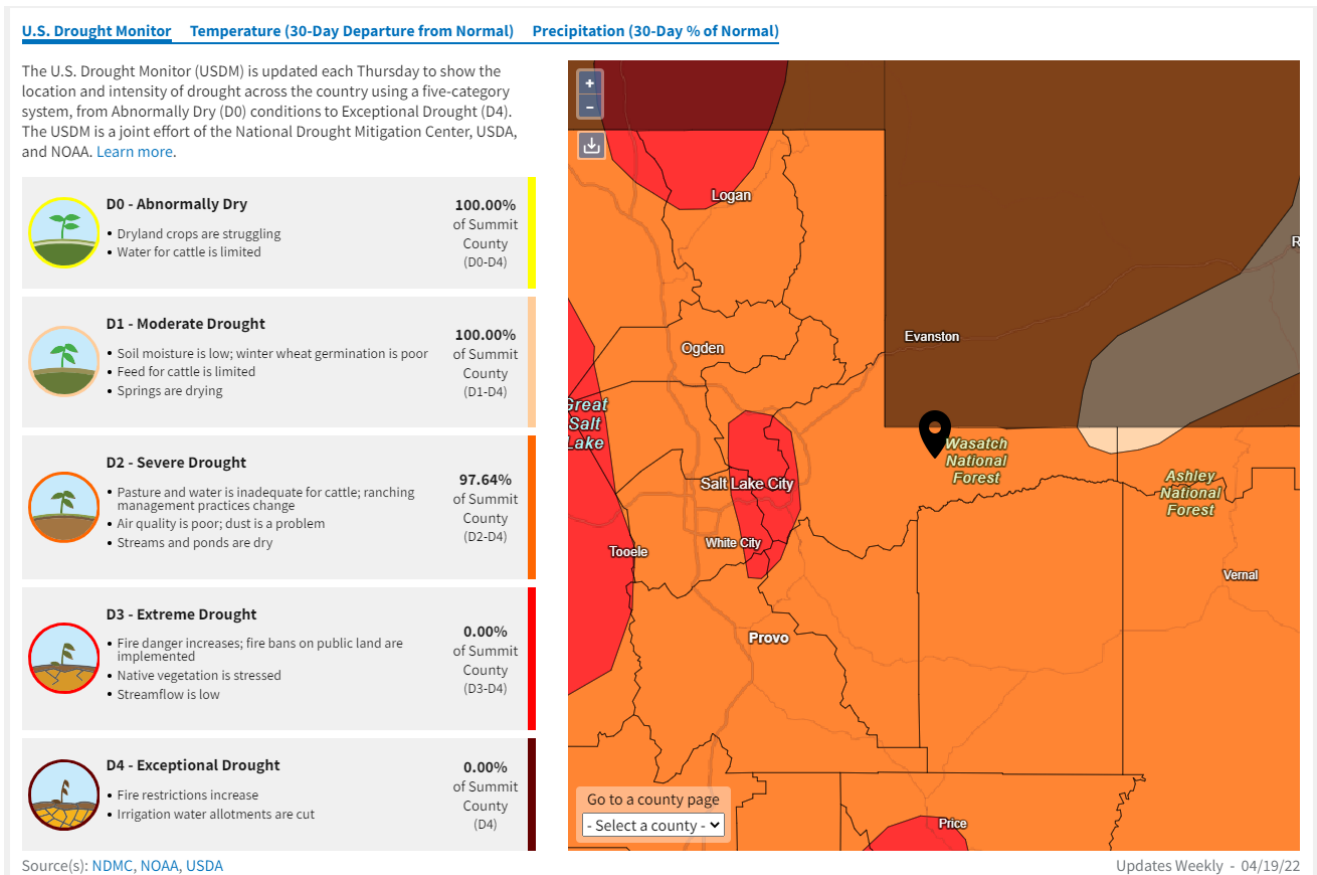 U.S. Drought Monitor Temperature (30-Day Departure from Normal) Precipitation (30-Day % of Normal)
The U.S. Drought Monitor (USDM) is updated each Thursday to show the
location and intensity of drought across the country using a five-category
system, from Abnormally Dry (D0) conditions to Exceptional Drought (D4).
The USDM is a joint effort of the National Drought Mitigation Center, USDA,
and NOAA. Learn more.
D0 - Abnormally Dry
• Dryland crops are struggling
• Water for cattle is limited
100.00%
of Summit
County
(D0-D4)
D1 - Moderate Drought
• Soil moisture is low; winter wheat germination is poor
• Feed for cattle is limited
• Springs are drying
100.00%
of Summit
County
(D1-D4)
D2 - Severe Drought
• Pasture and water is inadequate for cattle; ranching
management practices change
• Air quality is poor; dust is a problem
• Streams and ponds are dry
97.64%
of Summit
County
(D2-D4)
D3 - Extreme Drought
• Fire danger increases; fire bans on public land are
implemented
• Native vegetation is stressed
• Streamflow is low
0.00%
of Summit
County
(D3-D4)
D4 - Exceptional Drought
• Fire restrictions increase
• Irrigation water allotments are cut
0.00%
of Summit
County
(D4)
Source(s): NDMC, NOAA, USDA
+
−
Logan
R
Evanston
Ogden
Great
Salt
Lake
Wasatch
National
Forest
Salt Lake City
Ashley
National
Forest
White City
Tooele
Vernal
Provo
Price
Go to a county page
- Select a county -
Updates Weekly - 04/19/22